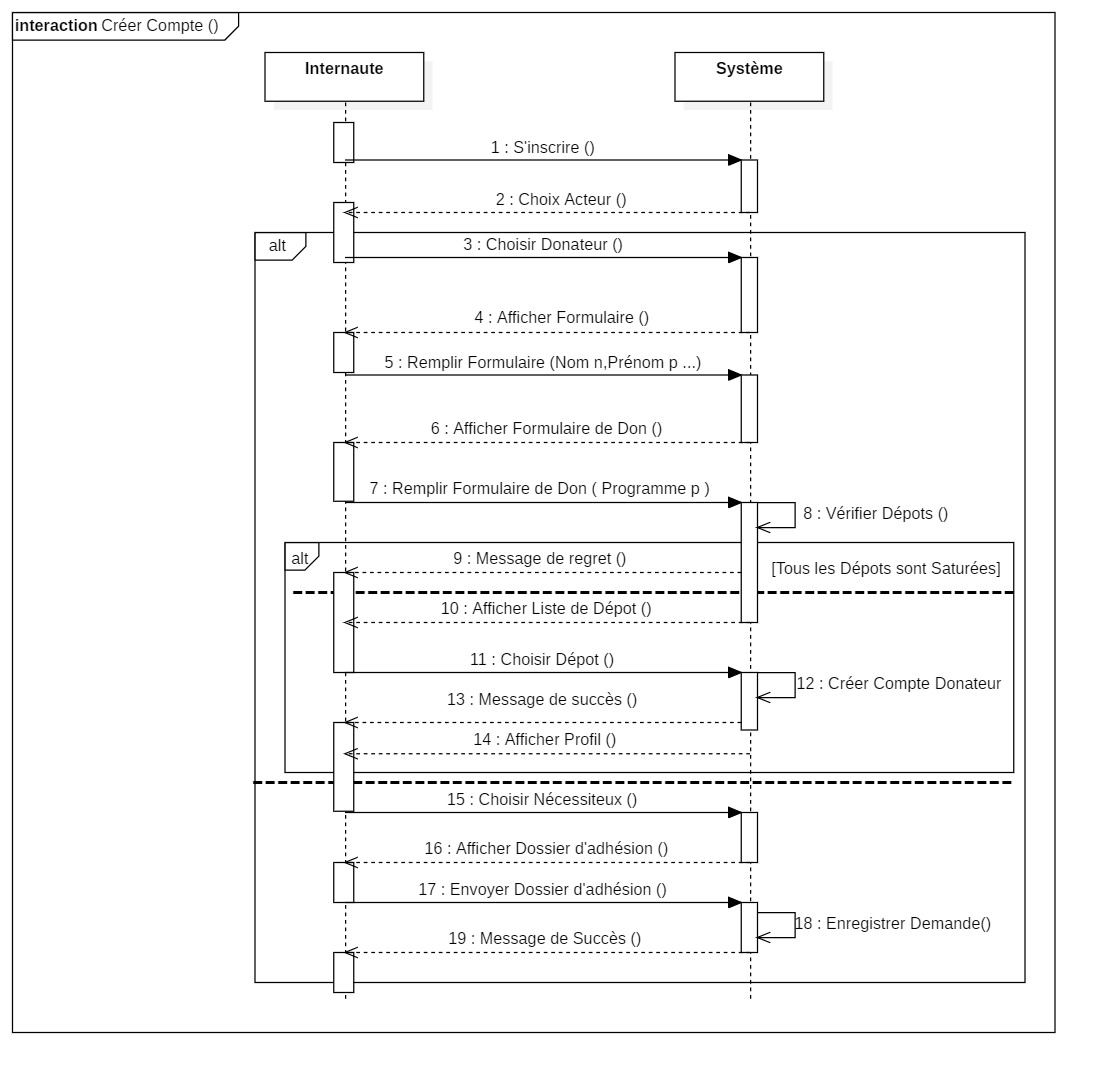 interaction Créer Compte ()
Internaute
Système
1 : S'inscrire ()
2 : Choix Acteur ()
alt
3 : Choisir Donateur ()
4 : Afficher Formulaire ()
5 : Remplir Formulaire (Nom n,Prénom p ...)
6 : Afficher Formulaire de Don ()
7 : Remplir Formulaire de Don ( Programme p )
8 : Vérifier Dépots ()
alt
9 : Message de regret ()
[Tous les Dépots sont Saturées]
10 : Afficher Liste de Dépot ()
11 : Choisir Dépot ()
12 : Créer Compte Donateur
13 : Message de succès ()
14 : Afficher Profil ()
15 : Choisir Nécessiteux ()
16 : Afficher Dossier d'adhésion ()
17 : Envoyer Dossier d'adhésion ()
18 : Enregistrer Demande()
19 : Message de Succès ()